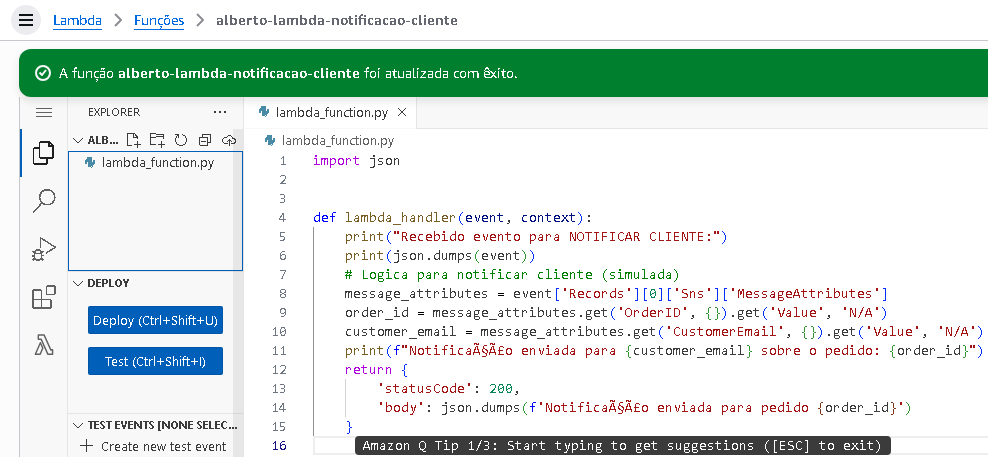 Lambda > Funções > alberto-lambda-notificacao-cliente
A função alberto-lambda-notificacao-cliente foi atualizada com êxito.
EXPLORER ...
ALB...
lambda_function.py
DEPLOY
Deploy (Ctrl+Shift+U)
Test (Ctrl+Shift+I)
TEST EVENTS [NONE SELEC...
Create new test event
lambda_function.py
lambda_function.py
1 import json
2
3
4 def lambda_handler(event, context):
5 print("Recebido evento para NOTIFICAR CLIENTE:")
6 print(json.dumps(event))
7 # Logica para notificar cliente (simulada)
8 message_attributes = event['Records'][0]['Sns']['MessageAttributes']
9 order_id = message_attributes.get('OrderID', {}).get('Value', 'N/A')
10 customer_email = message_attributes.get('CustomerEmail', {}).get('Value', 'N/A')
11 print(f"NotificaÃ§Ã£o enviada para {customer_email} sobre o pedido: {order_id}")
12 return {
13 'statusCode': 200,
14 'body': json.dumps(f'NotificaÃ§Ã£o enviada para pedido {order_id}')
15 }
16 Amazon Q Tip 1/3: Start typing to get suggestions ([ESC] to exit)